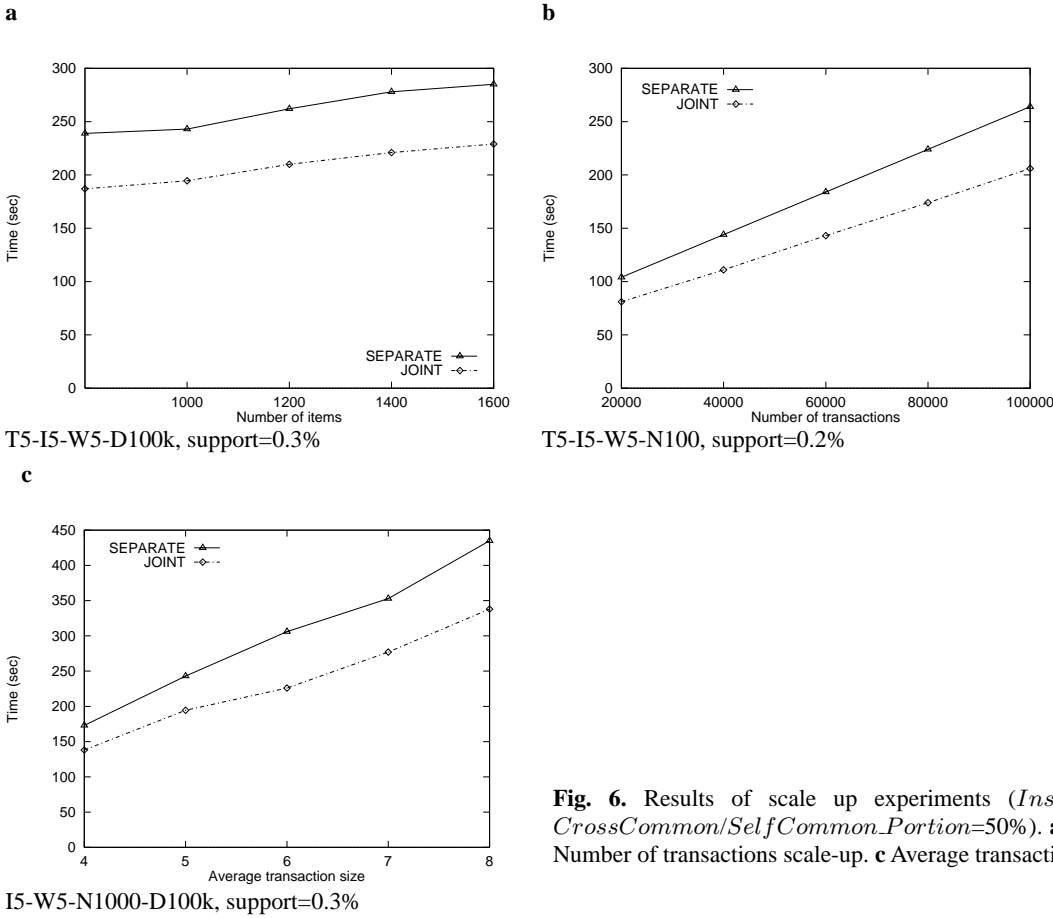 a
300
250
200
150
100
50
0
Time (sec)
SEPARATE
JOINT
1000 1200 1400 1600
Number of items
T5-I5-W5-D100k, support=0.3%
b
300
250
200
150
100
50
0
Time (sec)
SEPARATE
JOINT
20000 40000 60000 80000 100000
Number of transactions
T5-I5-W5-N100, support=0.2%
c
450
400
350
300
250
200
150
100
50
0
Time (sec)
SEPARATE
JOINT
4 5 6 7 8
Average transaction size
I5-W5-N1000-D100k, support=0.3%
Fig. 6. Results of scale up experiments (Ins
CrossCommon/SelfCommon_Portion=50%). a
Number of transactions scale-up. c Average transacti